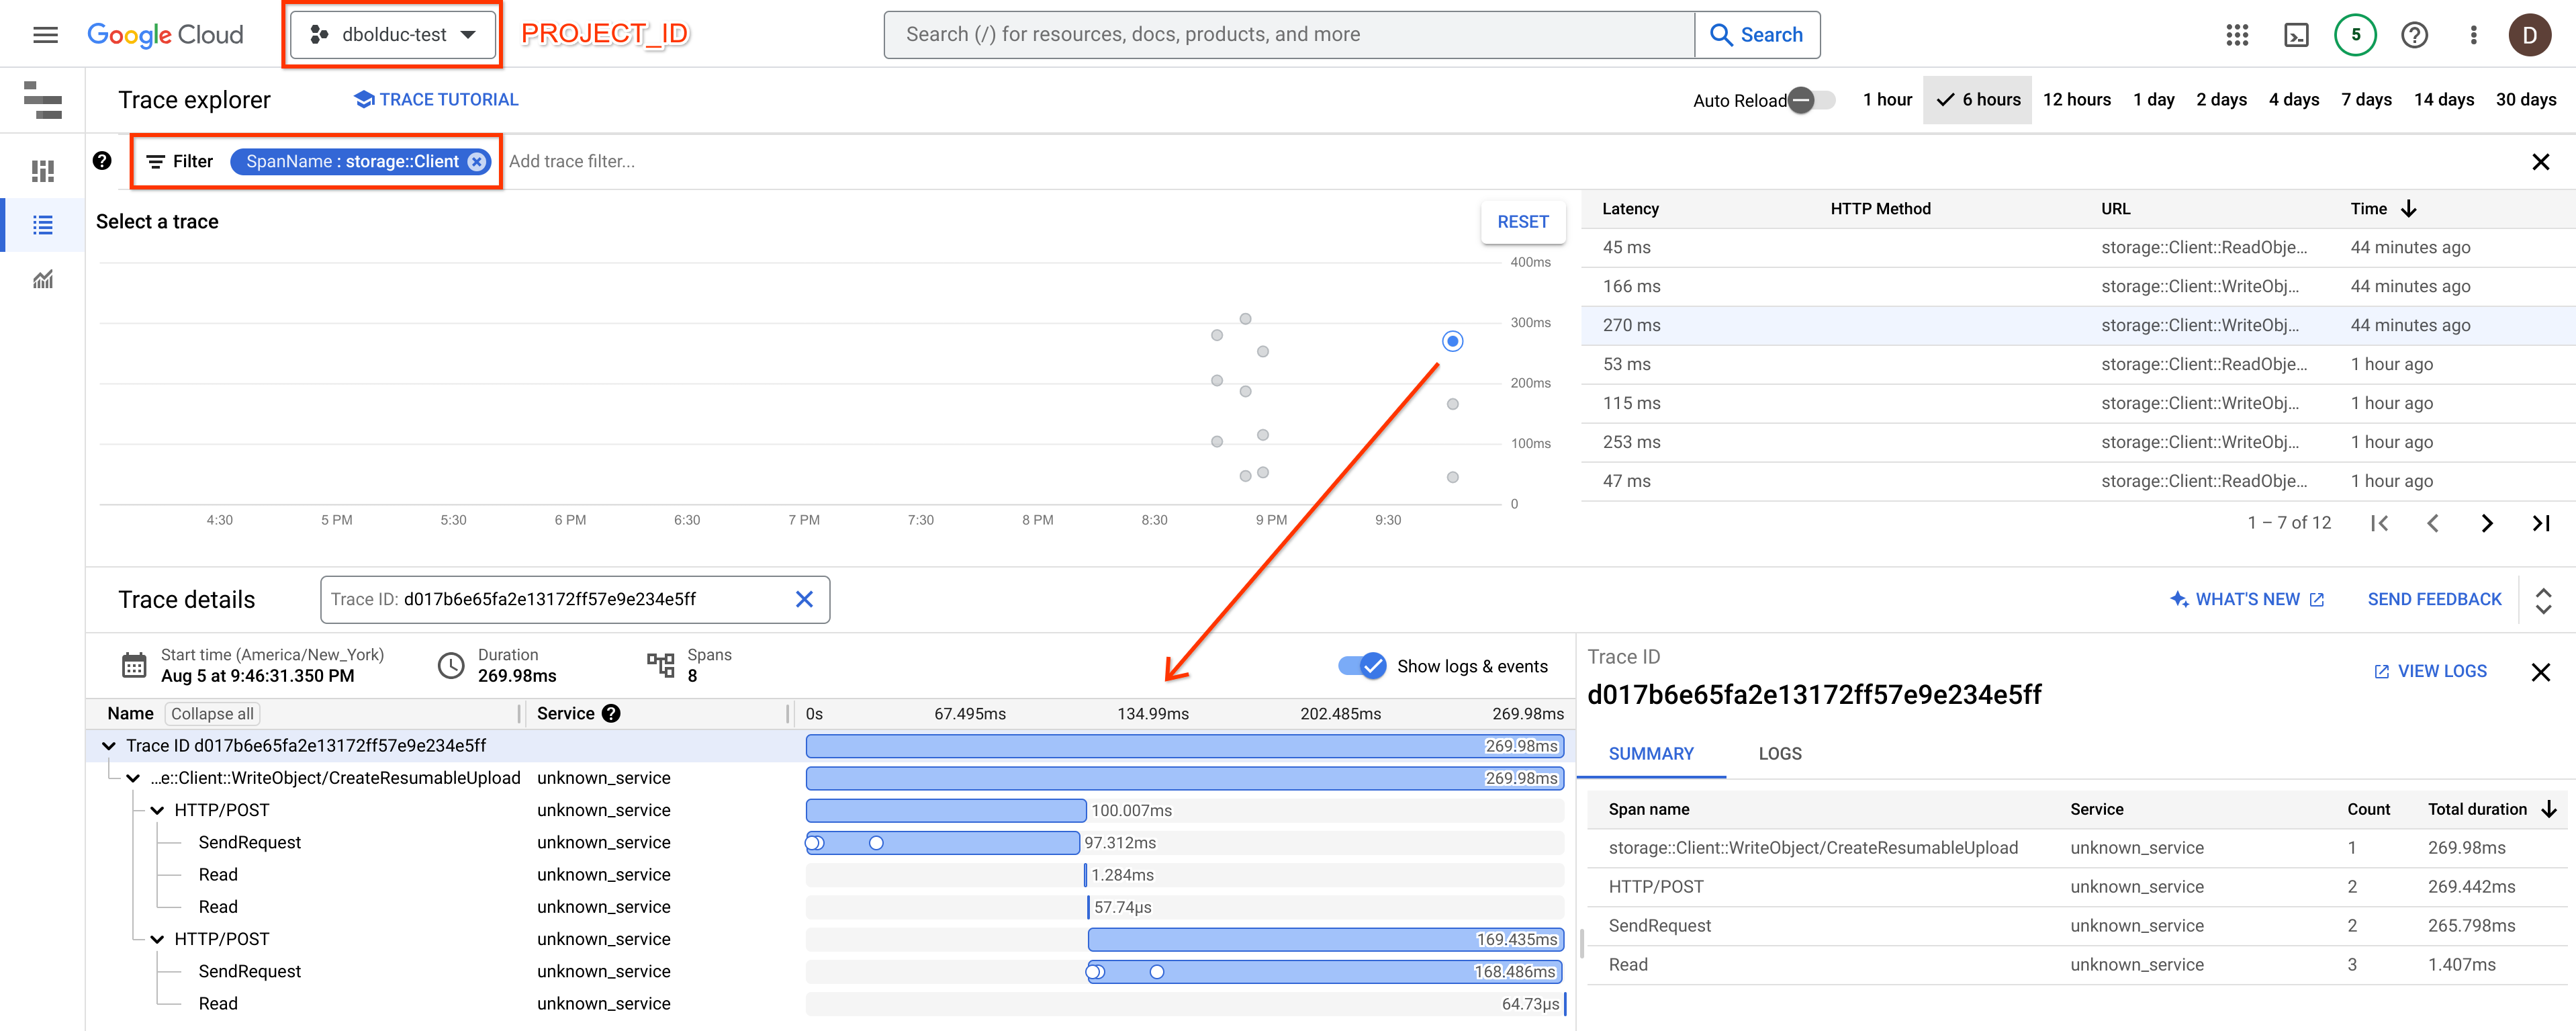 Google Cloud dbolduc-test PROJECT_ID Search (/) for resources, docs, products, and more Search 5 D
Trace explorer TRACE TUTORIAL Auto Reload 1 hour 6 hours 12 hours 1 day 2 days 4 days 7 days 14 days 30 days
Filter SpanName : storage::Client Add trace filter...
Select a trace RESET
400ms
300ms
200ms
100ms
0
4:30 5 PM 5:30 6 PM 6:30 7 PM 7:30 8 PM 8:30 9 PM 9:30
Latency HTTP Method URL Time
45 ms storage::Client::ReadObje... 44 minutes ago
166 ms storage::Client::WriteObj... 44 minutes ago
270 ms storage::Client::WriteObj... 44 minutes ago
53 ms storage::Client::ReadObje... 1 hour ago
115 ms storage::Client::WriteObj... 1 hour ago
253 ms storage::Client::WriteObj... 1 hour ago
47 ms storage::Client::ReadObje... 1 hour ago
1 – 7 of 12
Trace details Trace ID: d017b6e65fa2e13172ff57e9e234e5ff WHAT'S NEW SEND FEEDBACK
Start time (America/New_York) Duration Spans
Aug 5 at 9:46:31.350 PM 269.98ms 8
Show logs & events
Name Collapse all Service 0s 67.495ms 134.99ms 202.485ms 269.98ms
Trace ID d017b6e65fa2e13172ff57e9e234e5ff 269.98ms
...e::Client::WriteObject/CreateResumableUpload unknown_service 269.98ms
HTTP/POST unknown_service 100.007ms
SendRequest unknown_service 97.312ms
Read unknown_service 1.284ms
Read unknown_service 57.74µs
HTTP/POST unknown_service 169.435ms
SendRequest unknown_service 168.486ms
Read unknown_service 64.73µs
Trace ID
d017b6e65fa2e13172ff57e9e234e5ff
VIEW LOGS
SUMMARY LOGS
Span name Service Count Total duration
storage::Client::WriteObject/CreateResumableUpload unknown_service 1 269.98ms
HTTP/POST unknown_service 2 269.442ms
SendRequest unknown_service 2 265.798ms
Read unknown_service 3 1.407ms